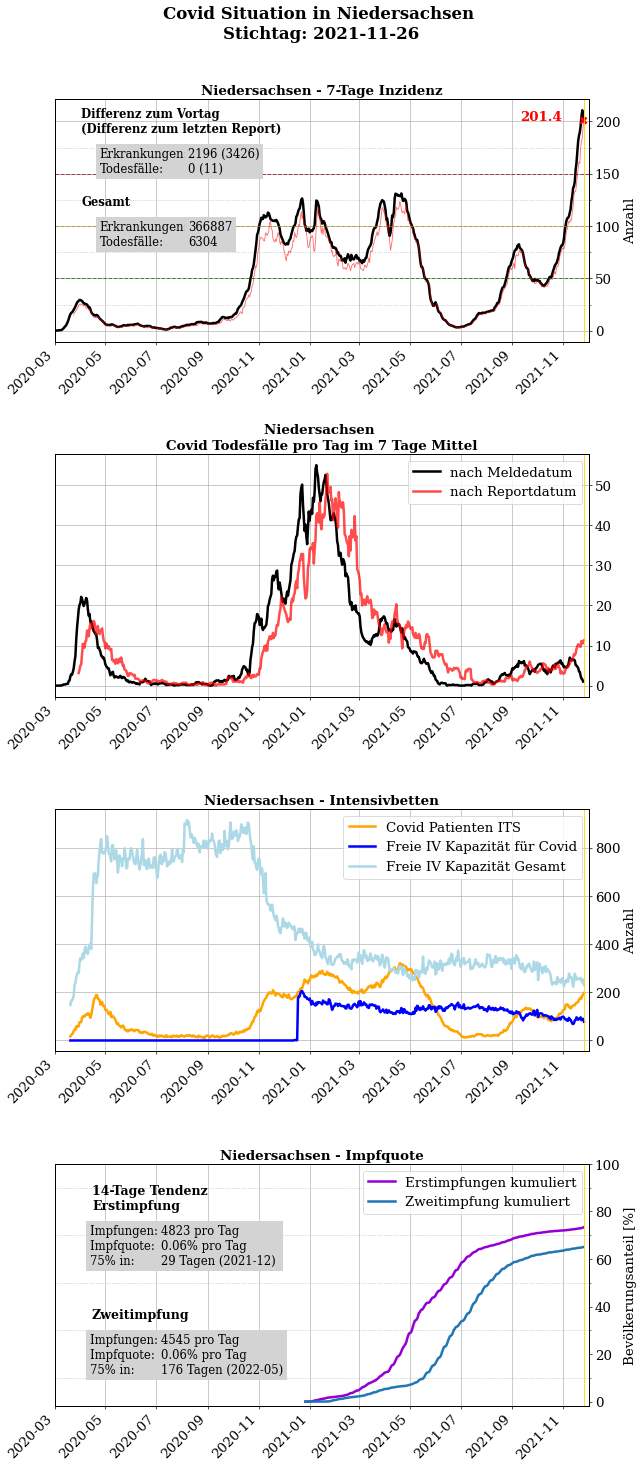 Covid Situation in Niedersachsen
Stichtag: 2021-11-26
Niedersachsen - 7-Tage Inzidenz
Differenz zum Vortag
(Differenz zum letzten Report)
Erkrankungen 2196 (3426)
Todesfälle: 0 (11)
Gesamt
Erkrankungen 366887
Todesfälle: 6304
201.4
200
150
100
50
0
Anzahl
2020-03
2020-05
2020-07
2020-09
2020-11
2021-01
2021-03
2021-05
2021-07
2021-09
2021-11
Niedersachsen
Covid Todesfälle pro Tag im 7 Tage Mittel
nach Meldedatum
nach Reportdatum
50
40
30
20
10
0
2020-03
2020-05
2020-07
2020-09
2020-11
2021-01
2021-03
2021-05
2021-07
2021-09
2021-11
Niedersachsen - Intensivbetten
Covid Patienten ITS
Freie IV Kapazität für Covid
Freie IV Kapazität Gesamt
800
600
400
200
0
Anzahl
2020-03
2020-05
2020-07
2020-09
2020-11
2021-01
2021-03
2021-05
2021-07
2021-09
2021-11
Niedersachsen - Impfquote
14-Tage Tendenz
Erstimpfung
Impfungen: 4823 pro Tag
Impfquote: 0.06% pro Tag
75% in: 29 Tagen (2021-12)
Zweitimpfung
Impfungen: 4545 pro Tag
Impfquote: 0.06% pro Tag
75% in: 176 Tagen (2022-05)
Erstimpfungen kumuliert
Zweitimpfung kumuliert
100
80
60
40
20
0
Bevölkerungsanteil [%]
2020-03
2020-05
2020-07
2020-09
2020-11
2021-01
2021-03
2021-05
2021-07
2021-09
2021-11